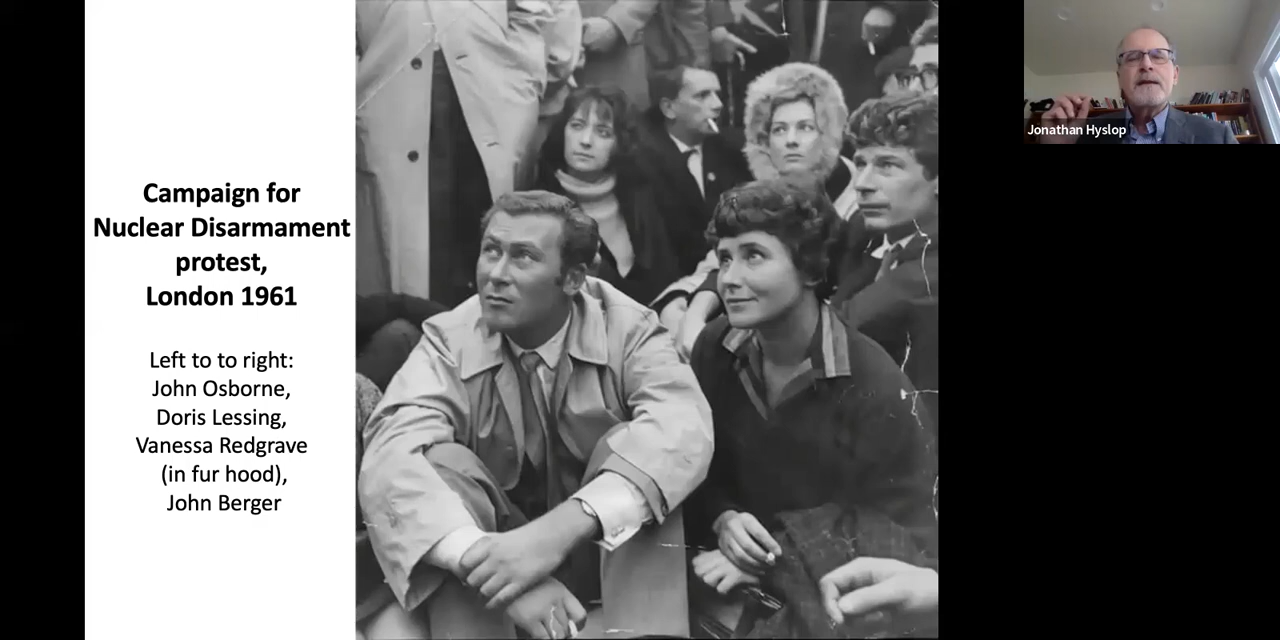 Campaign for
Nuclear Disarmament
protest,
London 1961
Left to to right:
John Osborne,
Doris Lessing,
Vanessa Redgrave
(in fur hood),
John Berger
Jonathan Hyslop